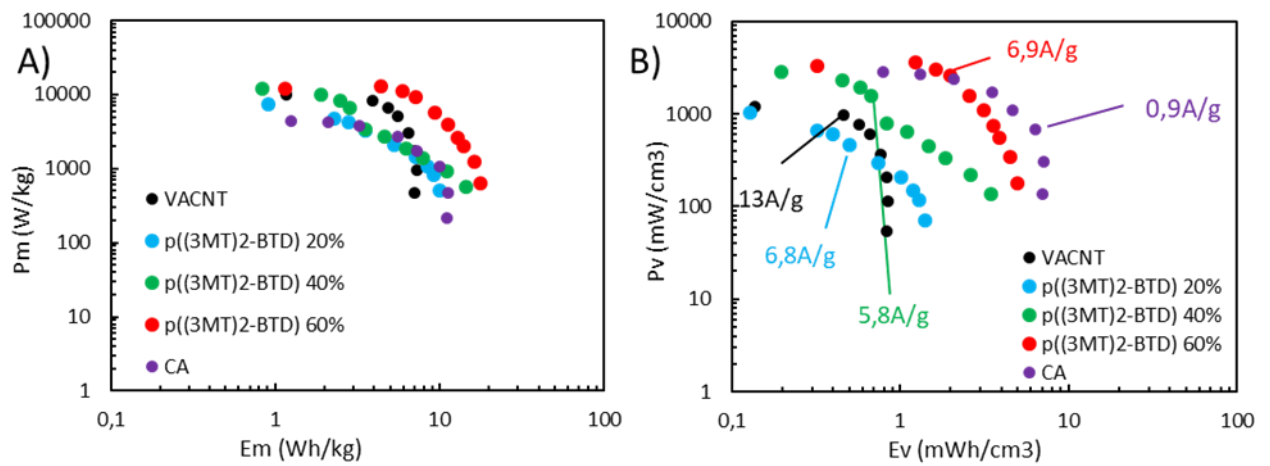 A)
Pm (W/kg)
100000
10000
1000
100
10
1
VACNT
p((3MT)2-BTD) 20%
p((3MT)2-BTD) 40%
p((3MT)2-BTD) 60%
CA
0,1
1
10
100
Em (Wh/kg)
B)
Pv (mW/cm3)
10000
1000
100
10
1
6,9A/g
0,9A/g
13A/g
6,8A/g
5,8A/g
VACNT
p((3MT)2-BTD) 20%
p((3MT)2-BTD) 40%
p((3MT)2-BTD) 60%
CA
0,1
1
10
100
Ev (mWh/cm3)